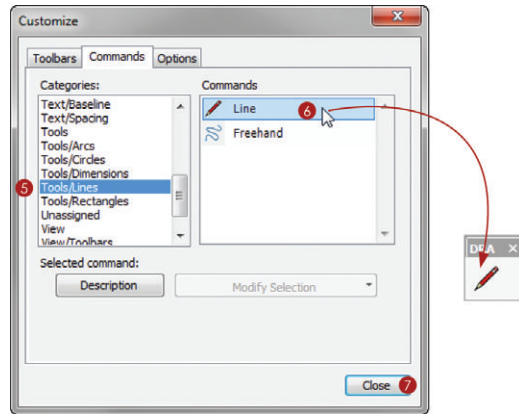 Customize
Toolbars Commands Options
Categories:
Text/Baseline
Text/Spacing
Tools
Tools/Arcs
Tools/Circles
Tools/Dimensions
5 Tools/Lines
Tools/Rectangles
Unassigned
View
View/Toolbars
Commands
Line 6
Freehand
Selected command:
Description Modify Selection
Close 7